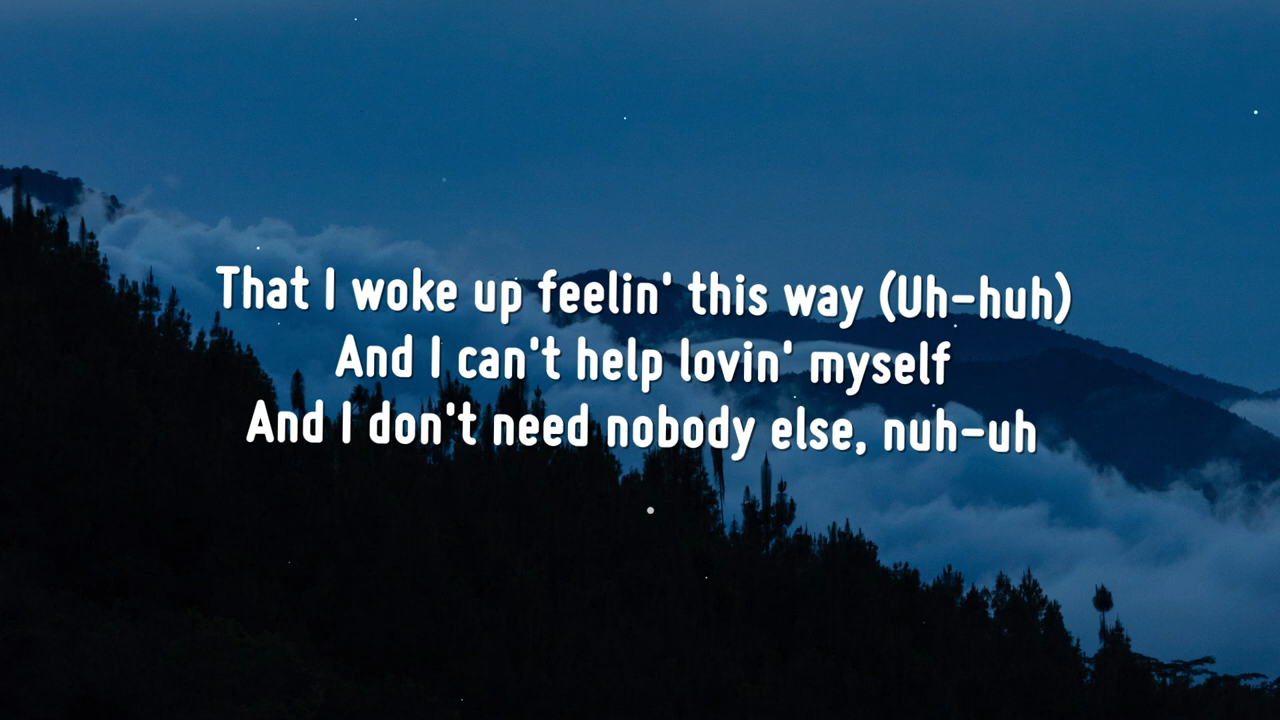 That I woke up feelin' this way (Uh-huh)
And I can't help lovin' myself
And I don't need nobody else, nuh-uh